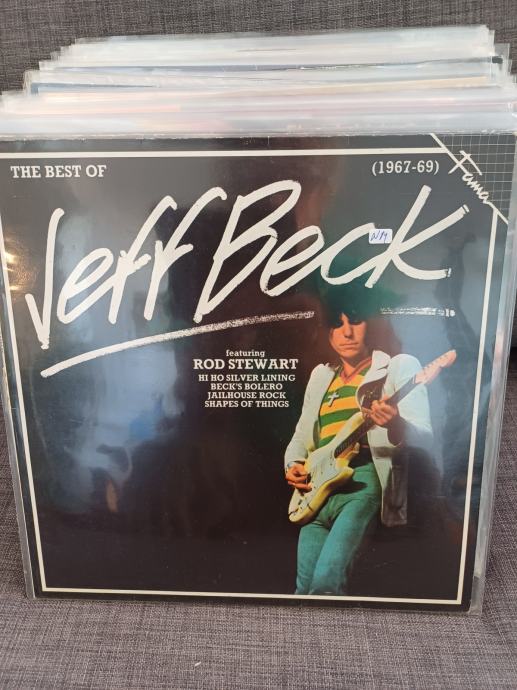 THE BEST OF
(1967-69)
Fame
Jeff Beck
featuring
ROD STEWART
HI HO SILVER LINING
BECK'S BOLERO
JAILHOUSE ROCK
SHAPES OF THINGS